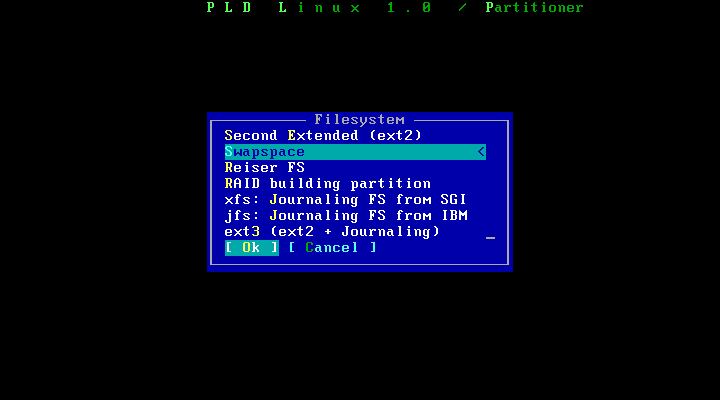 P L D  L i n u x  1 . 0  /  Partitioner
Filesystem
Second Extended (ext2)
Swapspace <
Reiser FS
RAID building partition
xfs: Journaling FS from SGI
jfs: Journaling FS from IBM
ext3 (ext2 + Journaling)
[ Ok ] [ Cancel ]